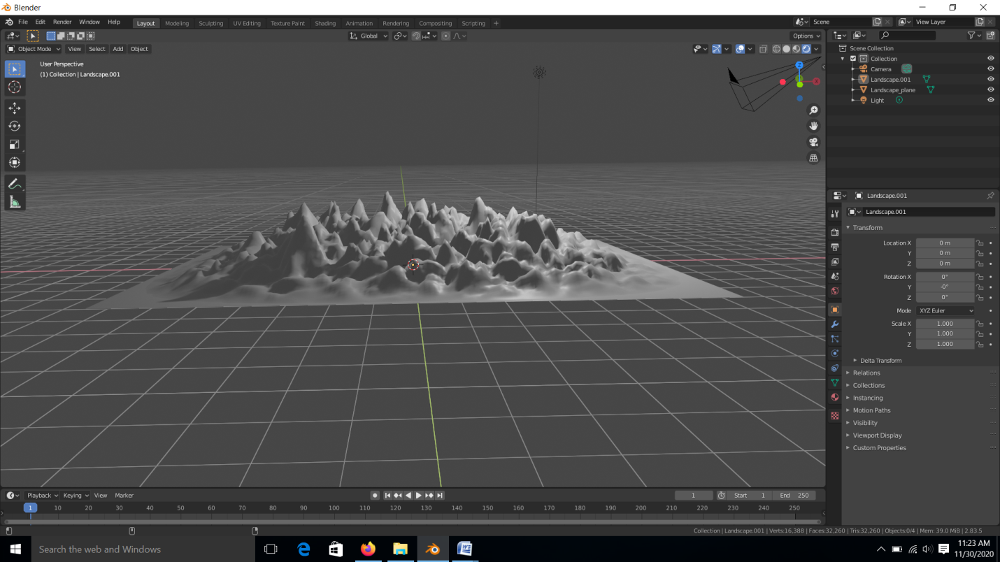 Blender
File Edit Render Window Help Layout Modeling Sculpting UV Editing Texture Paint Shading Animation Rendering Compositing Scripting + Scene View Layer
Global Options
Object Mode View Select Add Object
User Perspective
(1) Collection | Landscape.001
Z
X
Scene Collection
Collection
Camera
Landscape.001
Landscape_plane
Light
Landscape.001
Landscape.001
Transform
Location X 0 m
Y 0 m
Z 0 m
Rotation X 0°
Y -0°
Z 0°
Mode XYZ Euler
Scale X 1.000
Y 1.000
Z 1.000
Delta Transform
Relations
Collections
Instancing
Motion Paths
Visibility
Viewport Display
Custom Properties
Playback Keying View Marker 1 Start 1 End 250
1 10 20 30 40 50 60 70 80 90 100 110 120 130 140 150 160 170 180 190 200 210 220 230 240 250
Collection | Landscape.001 | Verts:16,388 | Faces:32,260 | Tris:32,260 | Objects:0/4 | Mem: 39.0 MiB | 2.83.5
Search the web and Windows
11:23 AM
11/30/2020